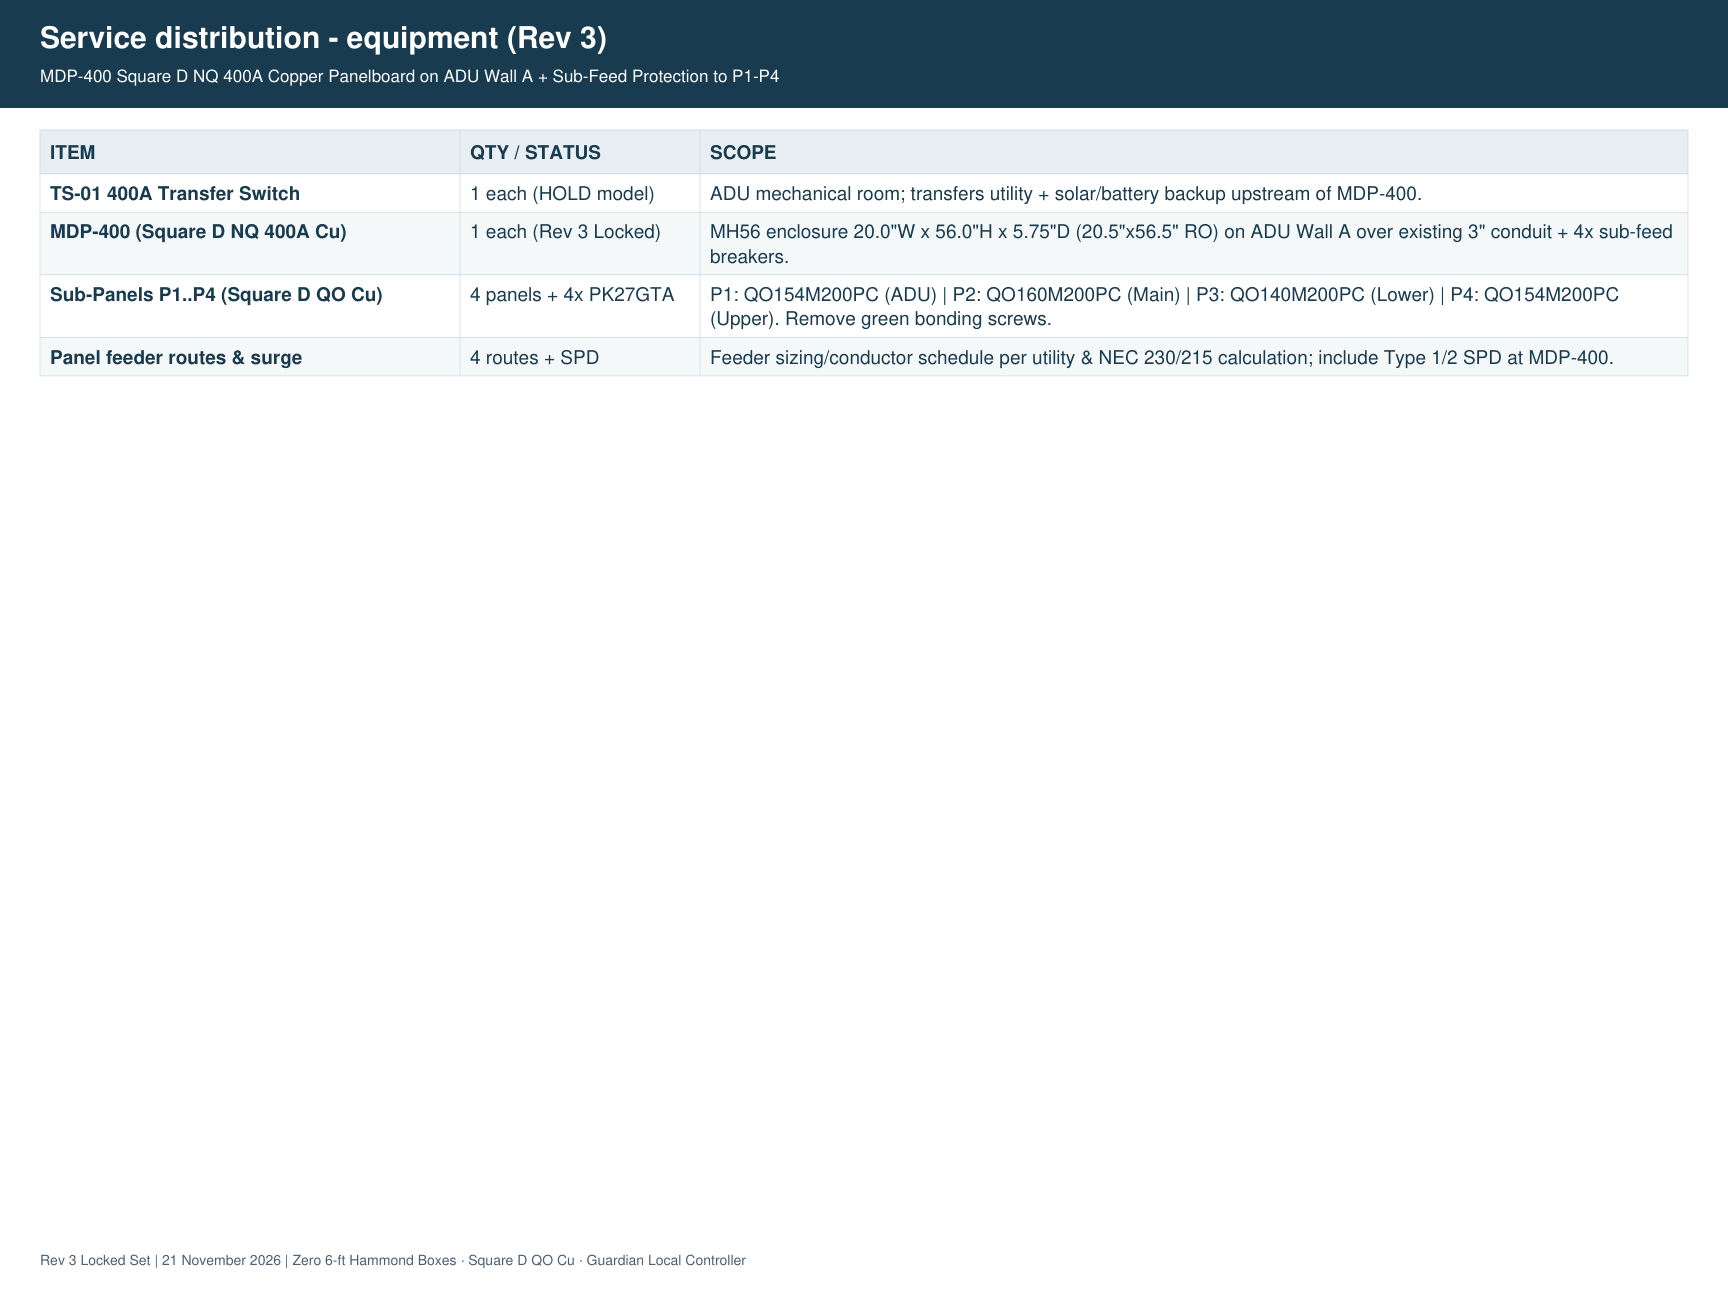 Service distribution - equipment (Rev 3)
MDP-400 Square D NQ 400A Copper Panelboard on ADU Wall A + Sub-Feed Protection to P1-P4
ITEM QTY / STATUS SCOPE
TS-01 400A Transfer Switch 1 each (HOLD model) ADU mechanical room; transfers utility + solar/battery backup upstream of MDP-400.
MDP-400 (Square D NQ 400A Cu) 1 each (Rev 3 Locked) MH56 enclosure 20.0"W x 56.0"H x 5.75"D (20.5"x56.5" RO) on ADU Wall A over existing 3" conduit + 4x sub-feed
breakers.
Sub-Panels P1..P4 (Square D QO Cu) 4 panels + 4x PK27GTA P1: QO154M200PC (ADU) | P2: QO160M200PC (Main) | P3: QO140M200PC (Lower) | P4: QO154M200PC
(Upper). Remove green bonding screws.
Panel feeder routes & surge 4 routes + SPD Feeder sizing/conductor schedule per utility & NEC 230/215 calculation; include Type 1/2 SPD at MDP-400.
Rev 3 Locked Set | 21 November 2026 | Zero 6-ft Hammond Boxes · Square D QO Cu · Guardian Local Controller